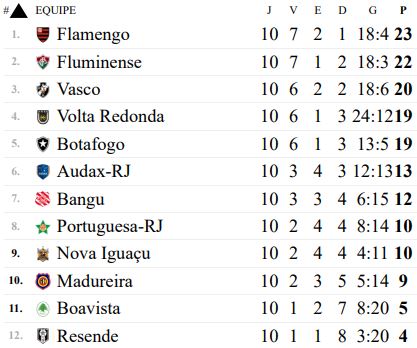 # EQUIPE J V E D G P
1. Flamengo 10 7 2 1 18:4 23
2. Fluminense 10 7 1 2 18:3 22
3. Vasco 10 6 2 2 18:6 20
4. Volta Redonda 10 6 1 3 24:12 19
5. Botafogo 10 6 1 3 13:5 19
6. Audax-RJ 10 3 4 3 12:13 13
7. Bangu 10 3 3 4 6:15 12
8. Portuguesa-RJ 10 2 4 4 8:14 10
9. Nova Iguaçu 10 2 4 4 4:11 10
10. Madureira 10 2 3 5 5:14 9
11. Boavista 10 1 2 7 8:20 5
12. Resende 10 1 1 8 3:20 4